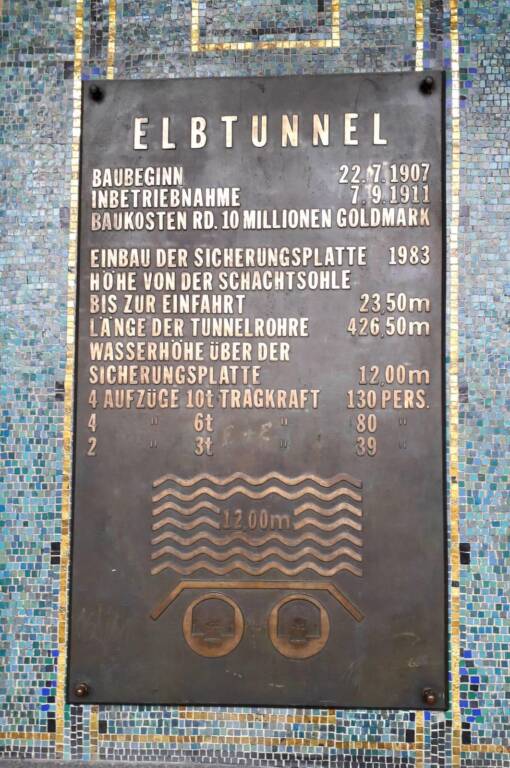 ELBTUNNEL
BAUBEGINN 22.7.1907
INBETRIEBNAHME 7.9.1911
BAUKOSTEN RD. 10 MILLIONEN GOLDMARK
EINBAU DER SICHERUNGSPLATTE 1983
HÖHE VON DER SCHACHTSOHLE
BIS ZUR EINFAHRT 23,50m
LÄNGE DER TUNNELROHRE 426,50m
WASSERHÖHE ÜBER DER
SICHERUNGSPLATTE 12,00m
4 AUFZÜGE 10t TRAGKRAFT 130 PERS.
4 " 6t " 80 "
2 " 3t " 39 "
12,00m